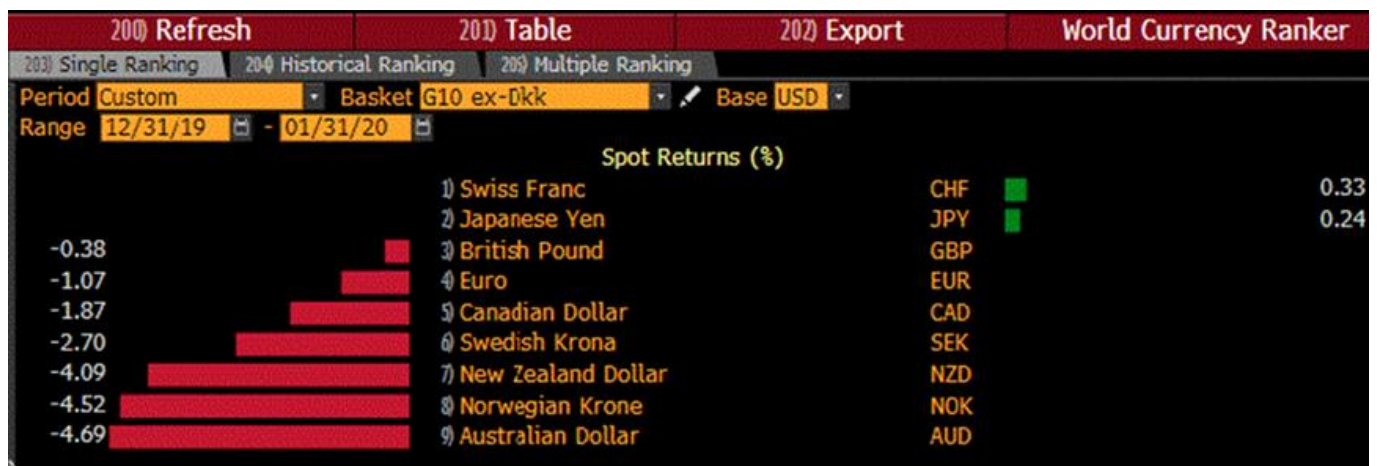 200) Refresh 201) Table 202) Export World Currency Ranker
203) Single Ranking 204) Historical Ranking 205) Multiple Ranking
Period Custom Basket G10 ex-Dkk Base USD
Range 12/31/19 - 01/31/20
Spot Returns (%)
1) Swiss Franc CHF 0.33
2) Japanese Yen JPY 0.24
-0.38 3) British Pound GBP
-1.07 4) Euro EUR
-1.87 5) Canadian Dollar CAD
-2.70 6) Swedish Krona SEK
-4.09 7) New Zealand Dollar NZD
-4.52 8) Norwegian Krone NOK
-4.69 9) Australian Dollar AUD